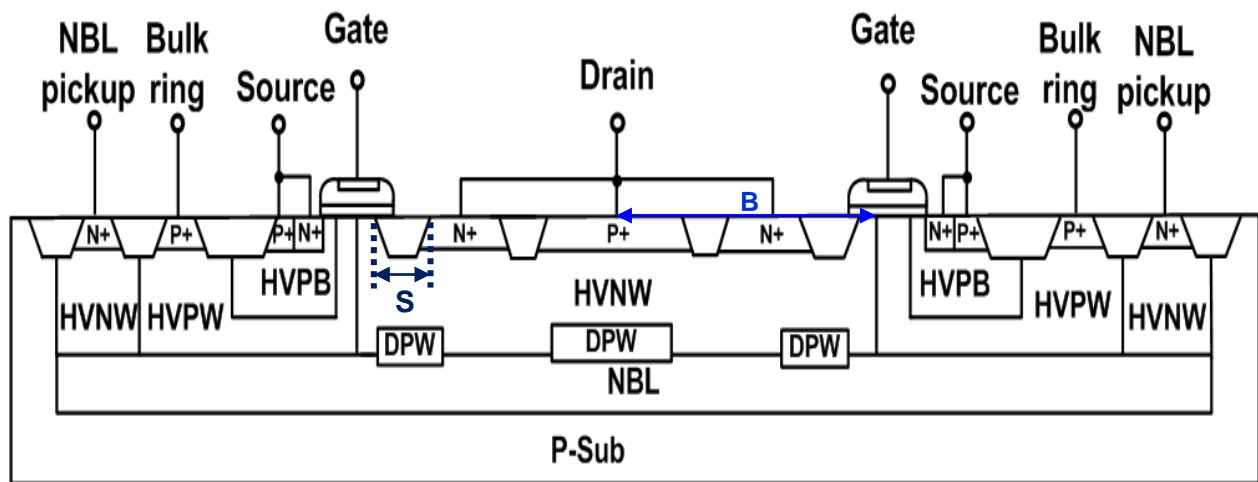 NBL pickup
Bulk ring
Source
Gate
Drain
Gate
Source
Bulk ring
NBL pickup
B
N+
P+
P+
N+
N+
P+
N+
N+
P+
P+
N+
S
HVNW
HVPW
HVPB
HVNW
HVPB
HVPW
HVNW
DPW
DPW
DPW
NBL
P-Sub